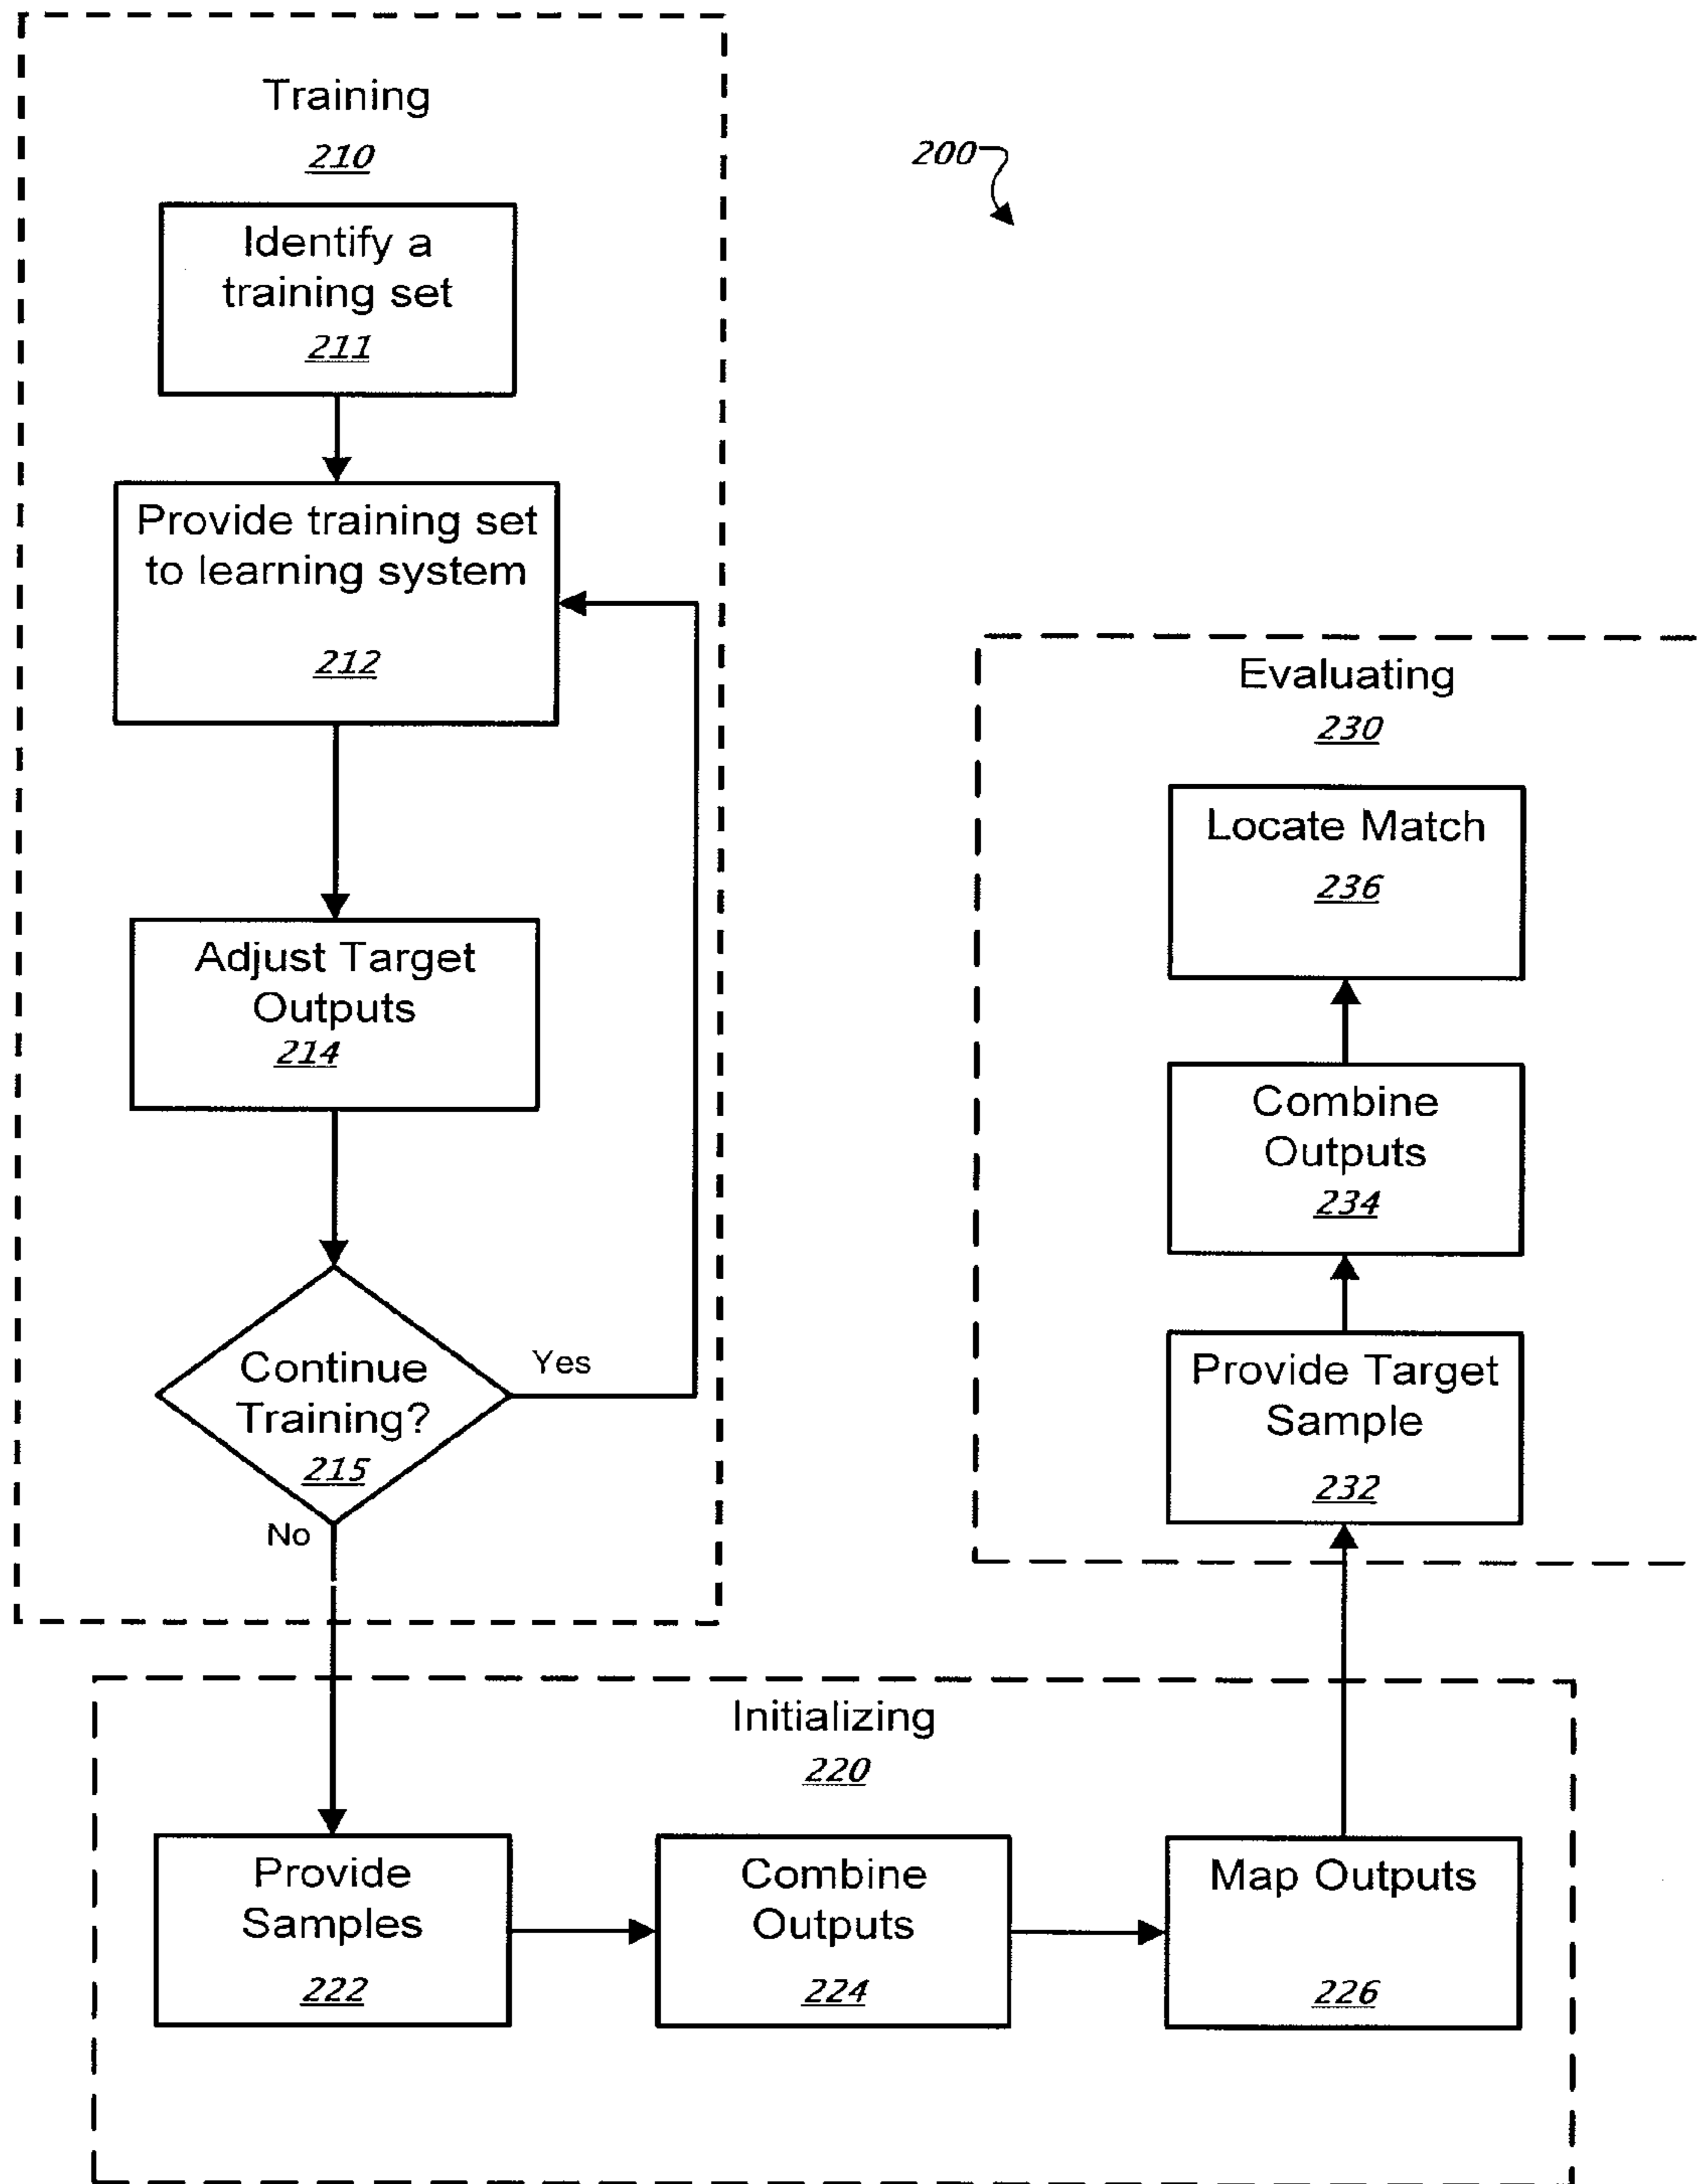 Training
210
Identify a
training set
211
Provide training set
to learning system
212
Adjust Target
Outputs
214
Continue
Training?
215
Yes
No
200
Evaluating
230
Locate Match
236
Combine
Outputs
234
Provide Target
Sample
232
Initializing
220
Provide
Samples
222
Combine
Outputs
224
Map Outputs
226